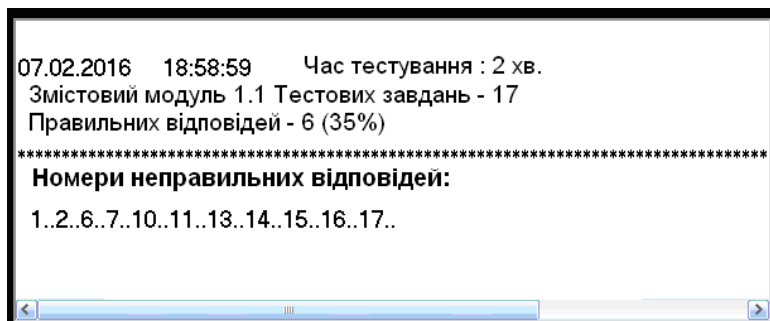 07.02.2016 18:58:59 Час тестування : 2 хв.
Змістовий модуль 1.1 Тестових завдань - 17
Правильних відповідей - 6 (35%)
********************************************************************************
Номери неправильних відповідей:
1..2..6..7..10..11..13..14..15..16..17..